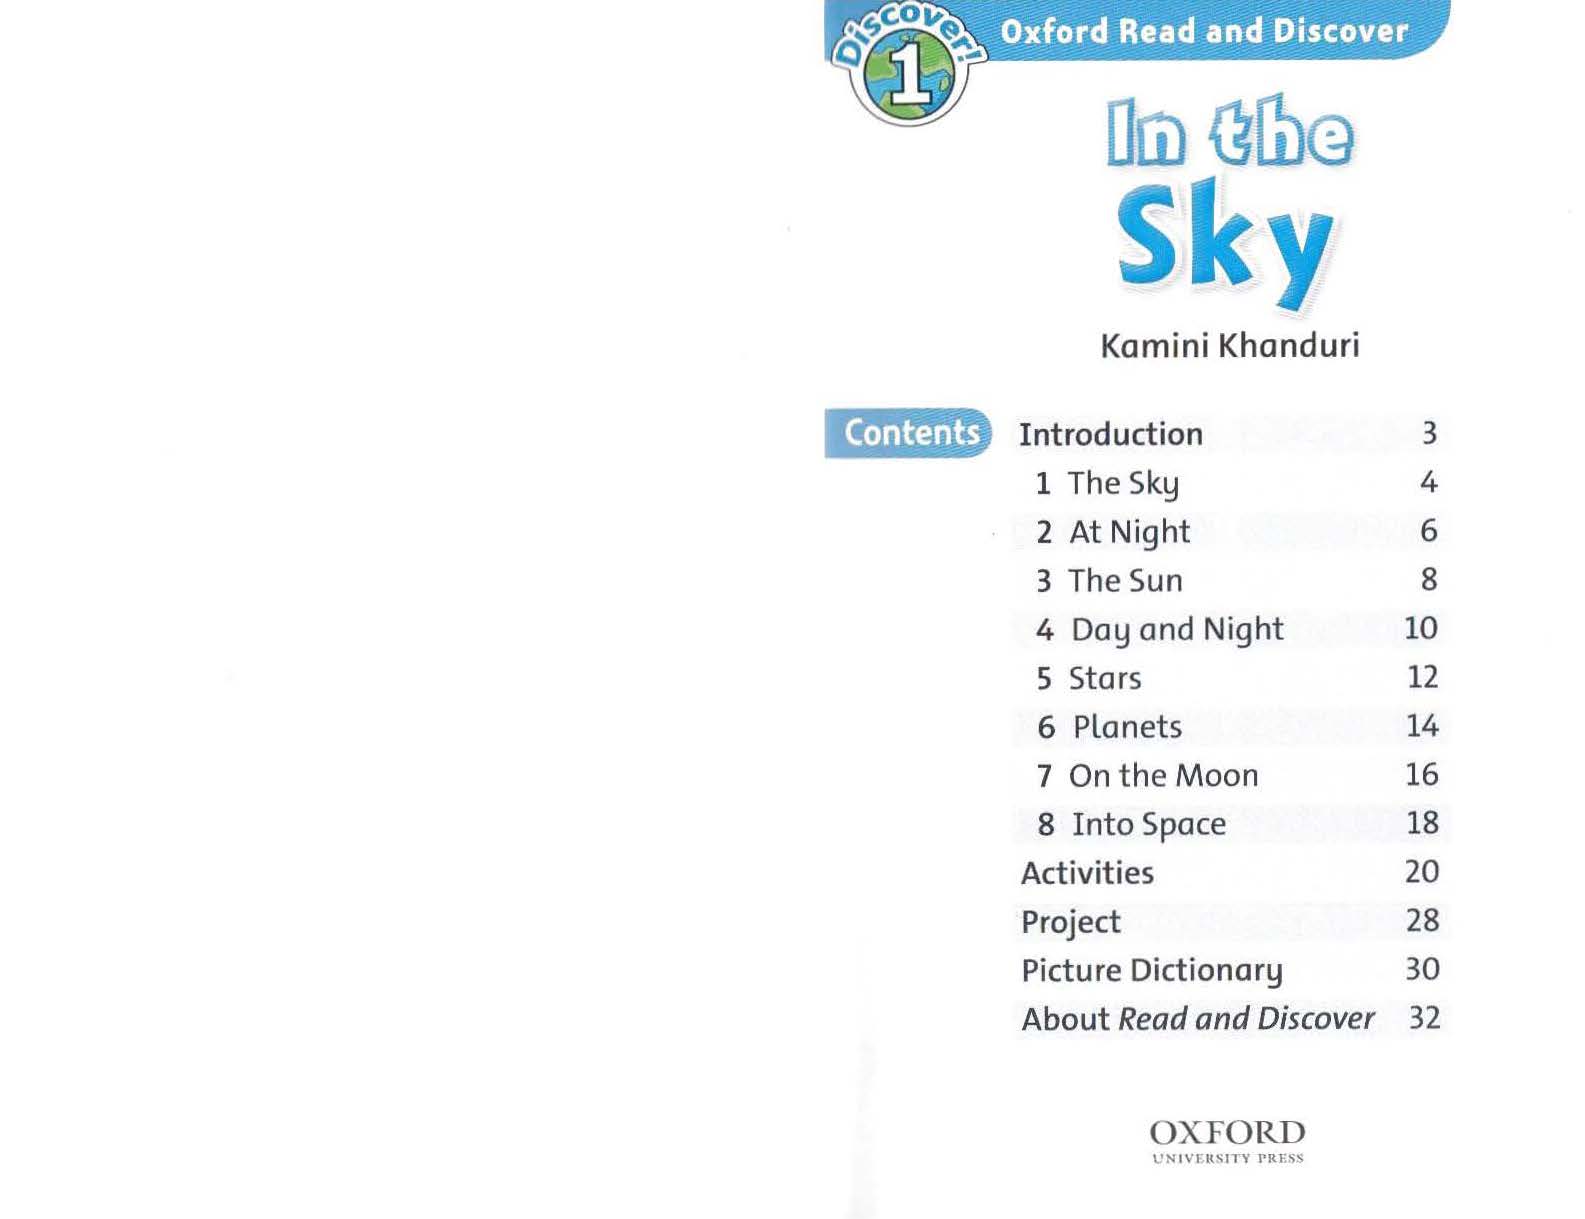 Discover!
1
Oxford Read and Discover
In the
Sky
Kamini Khanduri
Contents
Introduction 3
1 The Sky 4
2 At Night 6
3 The Sun 8
4 Day and Night 10
5 Stars 12
6 Planets 14
7 On the Moon 16
8 Into Space 18
Activities 20
Project 28
Picture Dictionary 30
About Read and Discover 32
OXFORD
UNIVERSITY PRESS